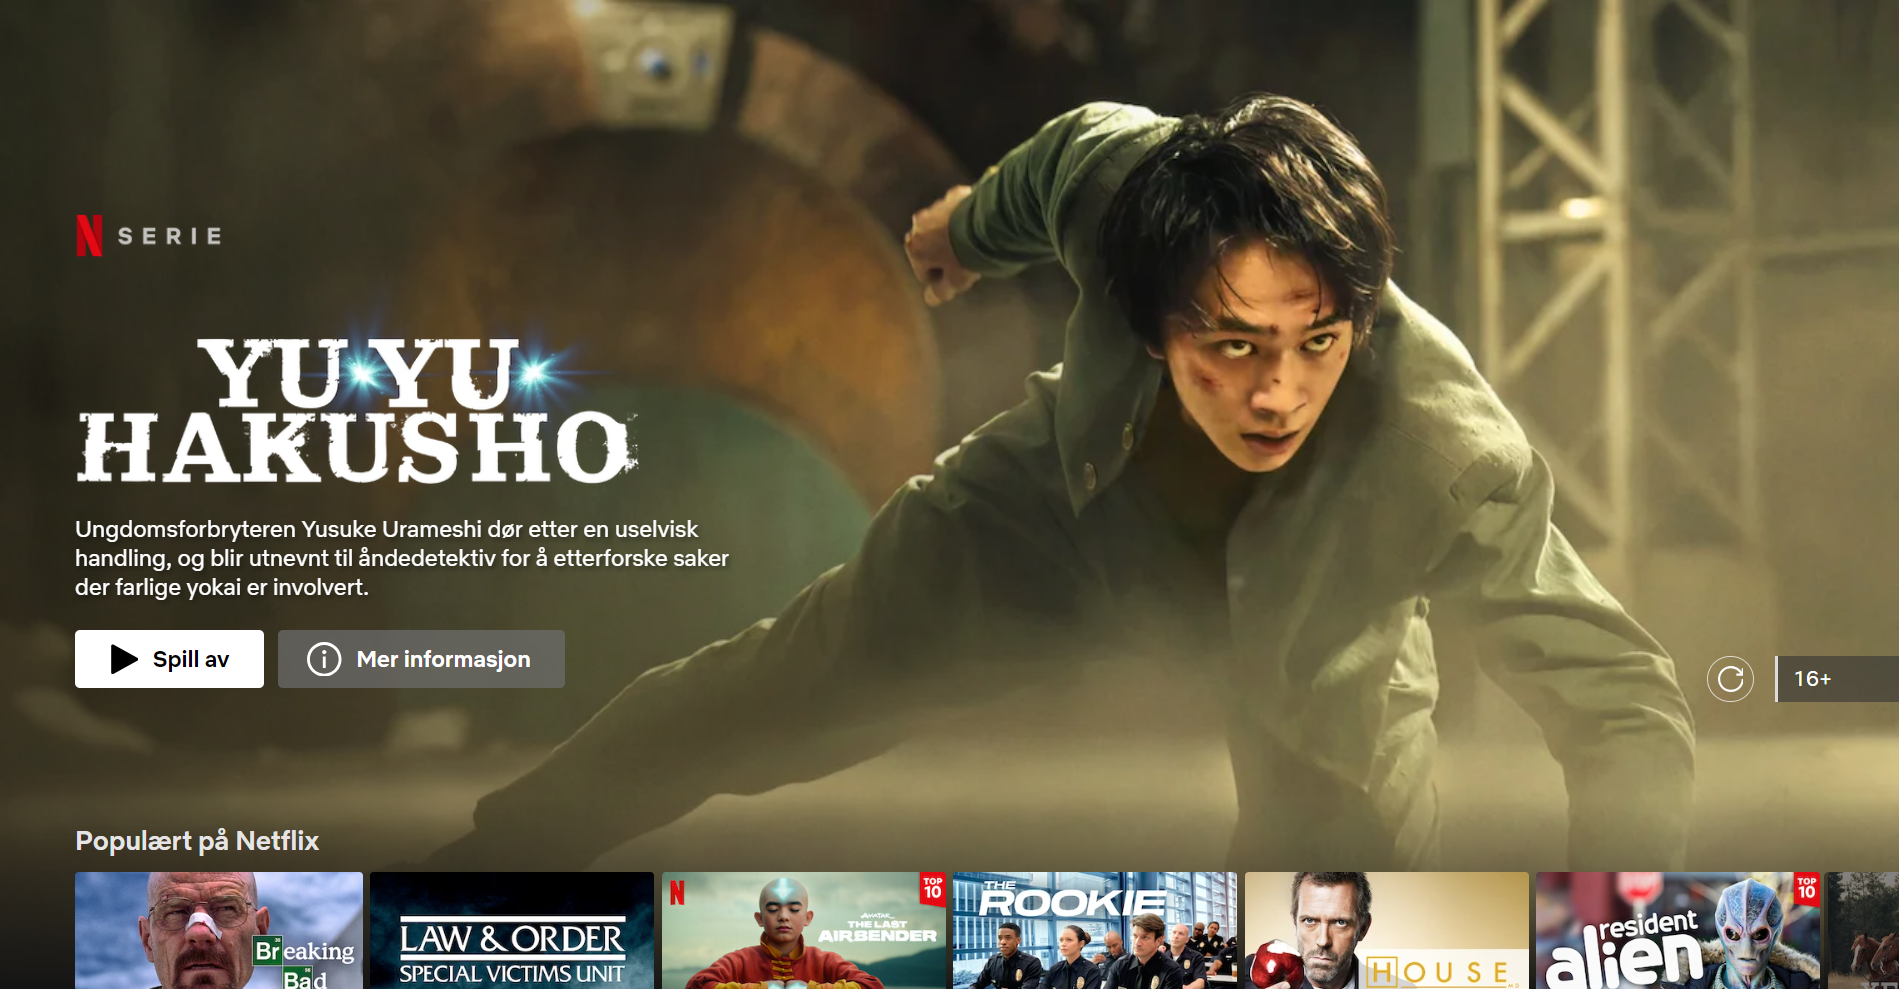 N SERIE
YU YU
HAKUSHO
Ungdomsforbryteren Yusuke Urameshi dør etter en uselvisk
handling, og blir utnevnt til åndedetektiv for å etterforske saker
der farlige yokai er involvert.
Spill av
Mer informasjon
16+
Populært på Netflix
Breaking
Bad
LAW & ORDER
SPECIAL VICTIMS UNIT
N
TOP
10
AVATAR
THE LAST
AIRBENDER
THE
ROOKIE
HOUSE M.D.
TOP
10
resident
alien